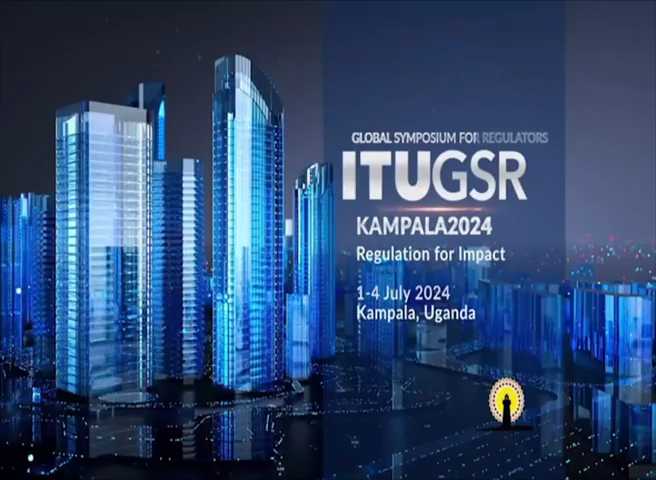 GLOBAL SYMPOSIUM FOR REGULATORS
ITUGSR
KAMPALA2024
Regulation for Impact
1-4 July 2024
Kampala, Uganda